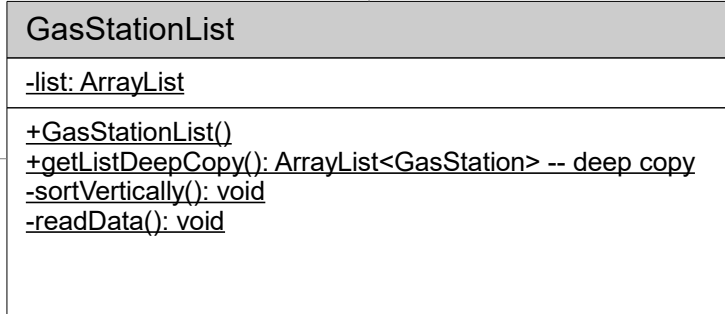 GasStationList
-list: ArrayList
+GasStationList()
+getListDeepCopy(): ArrayList<GasStation> -- deep copy
-sortVertically(): void
-readData(): void